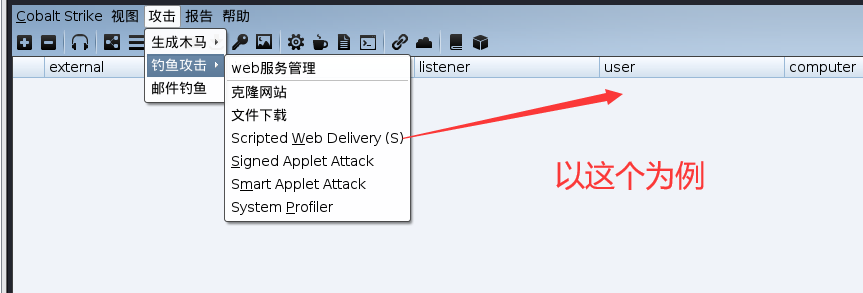 Cobalt Strike 视图 攻击 报告 帮助
生成木马
钓鱼攻击
邮件钓鱼
web服务管理
克隆网站
文件下载
Scripted Web Delivery (S)
Signed Applet Attack
Smart Applet Attack
System Profiler
external listener user computer
以这个为例